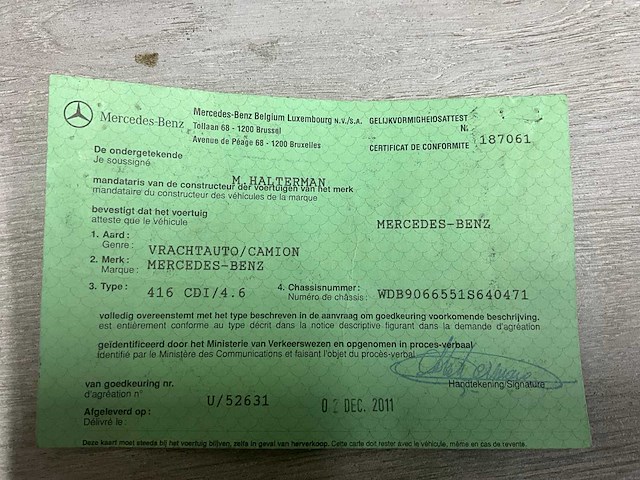 Mercedes-Benz
Mercedes-Benz Belgium Luxembourg N.V./S.A.
Tollaan 68 - 1200 Brussel
Avenue de Péage 68 - 1200 Bruxelles
GELIJKVORMIGHEIDSATTEST
N.
CERTIFICAT DE CONFORMITE 187061
De ondergetekende
Je soussigné
M.HALTERMAN
mandataris van de constructeur der voertuigen van het merk
mandataire du constructeur des véhicules de la marque
MERCEDES-BENZ
bevestigt dat het voertuig
atteste que le véhicule
1. Aard :
Genre : VRACHTAUTO/CAMION
2. Merk :
Marque : MERCEDES-BENZ
3. Type : 416 CDI/4.6
4. Chassisnummer :
Numéro de châssis : WDB9066551S640471
volledig overeenstemt met het type beschreven in de aanvraag om goedkeuring voorkomende beschrijving.
est entièrement conforme au type décrit dans la notice descriptive figurant dans la demande d'agréation
geïdentificeerd door het Ministerie van Verkeerswezen en opgenomen in proces-verbaal
identifié par le Ministère des Communications et faisant l'objet du procès-verbal
Handtekening/Signature
van goedkeuring nr.
d'agréation n° U/52631
02 DEC. 2011
Afgeleverd op :
Délivré le :
Deze kaart moet steeds bij het voertuig blijven, zelfs in geval van herverkoop. Cette carte doit rester avec le véhicule, même en cas de revente.